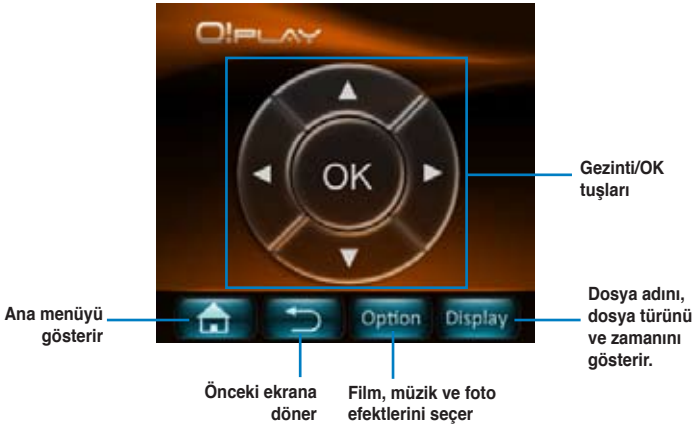 O!PLAY
OK
Gezinti/OK
tuşları
Ana menüyü
gösterir
Option
Display
Dosya adını,
dosya türünü
ve zamanını
gösterir.
Önceki ekrana
döner
Film, müzik ve foto
efektlerini seçer